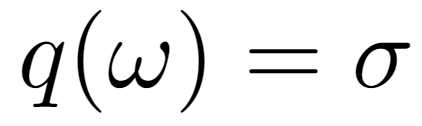 q(ω) = σ